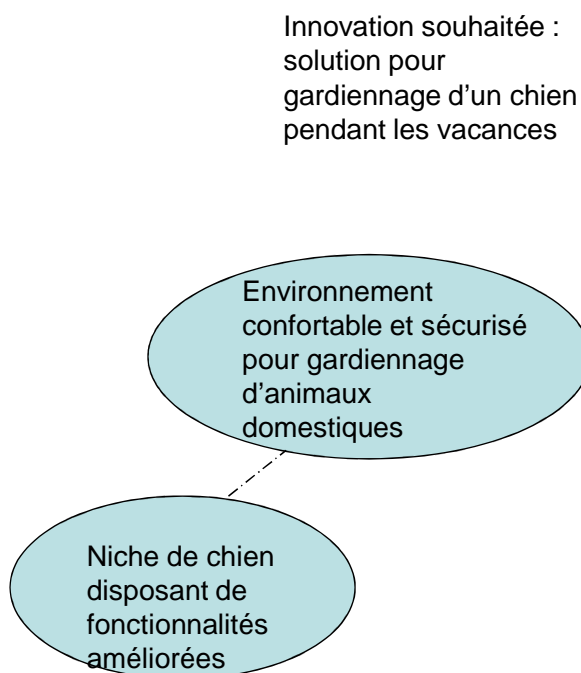 Innovation souhaitée :
solution pour
gardiennage d’un chien
pendant les vacances
Environnement
confortable et sécurisé
pour gardiennage
d’animaux
domestiques
Niche de chien
disposant de
fonctionnalités
améliorées